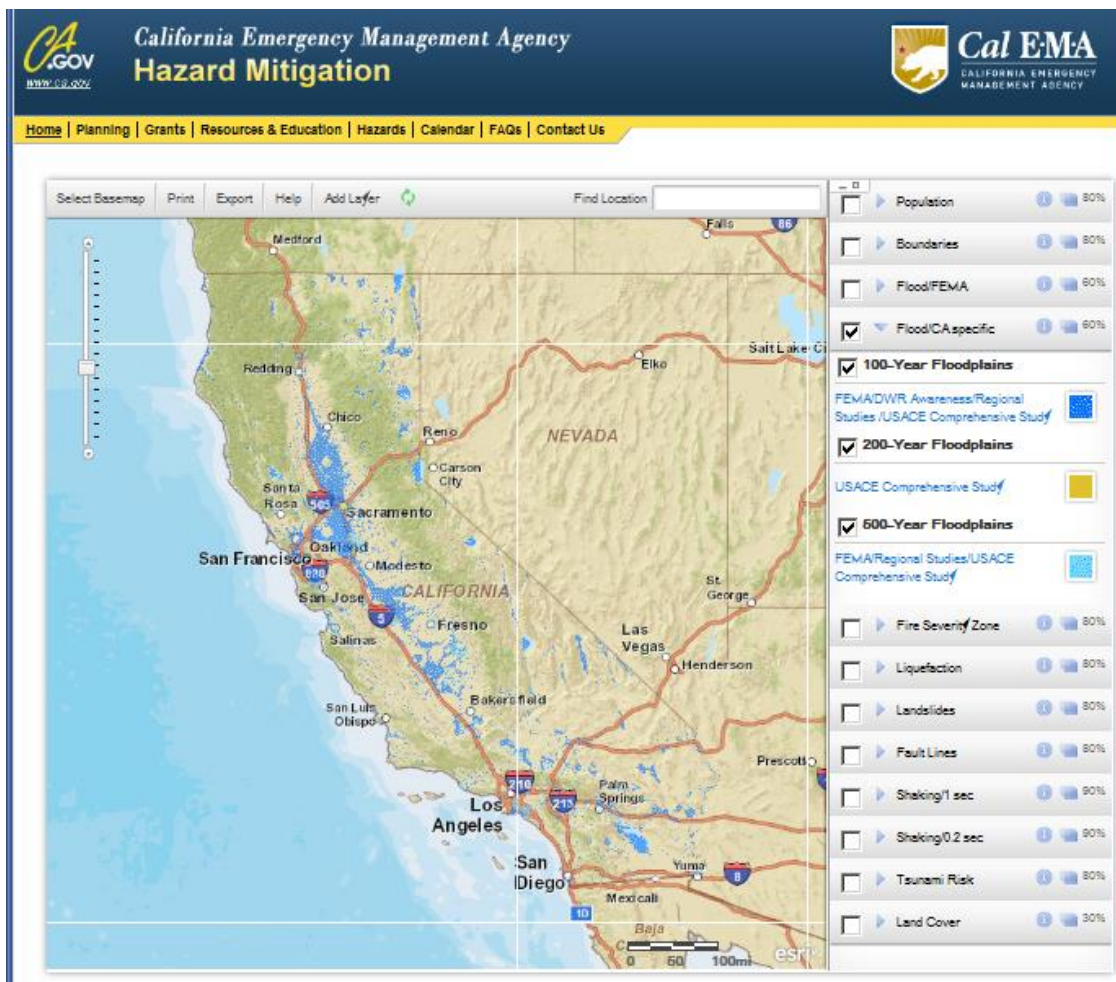 CA
.GOV
www.ca.gov
California Emergency Management Agency
Hazard Mitigation
Cal E·M·A
CALIFORNIA EMERGENCY
MANAGEMENT AGENCY
Home | Planning | Grants | Resources & Education | Hazards | Calendar | FAQs | Contact Us
Select Basemap Print Export Help Add Layer Find Location
Falls
86
Medford
Salt Lake Ci
Elko
Redding
Chico
Reno
NEVADA
Carson
City
Santa
Rosa
505
Sacramento
Oakland
San Francisco
Modesto
San Jose
CALIFORNIA
5
St.
George
Fresno
Salinas
Las
Vegas
Henderson
Bakersfield
San Luis
Obispo
Prescott
210
Palm
Springs
215
Los
Angeles
San
Diego
Yuma
8
Mexicali
Baja
0 50 100mi
esri
Population 80%
Boundaries 80%
Flood/FEMA 60%
Flood/CA specific 60%
100-Year Floodplains
FEMA/DWR Awareness/Regional
Studies /USACE Comprehensive Study
200-Year Floodplains
USACE Comprehensive Study
500-Year Floodplains
FEMA/Regional Studies/USACE
Comprehensive Study
Fire Severity Zone 80%
Liquefaction 80%
Landslides 80%
Fault Lines 80%
Shaking/1 sec 90%
Shaking/0.2 sec 90%
Tsunami Risk 80%
Land Cover 30%